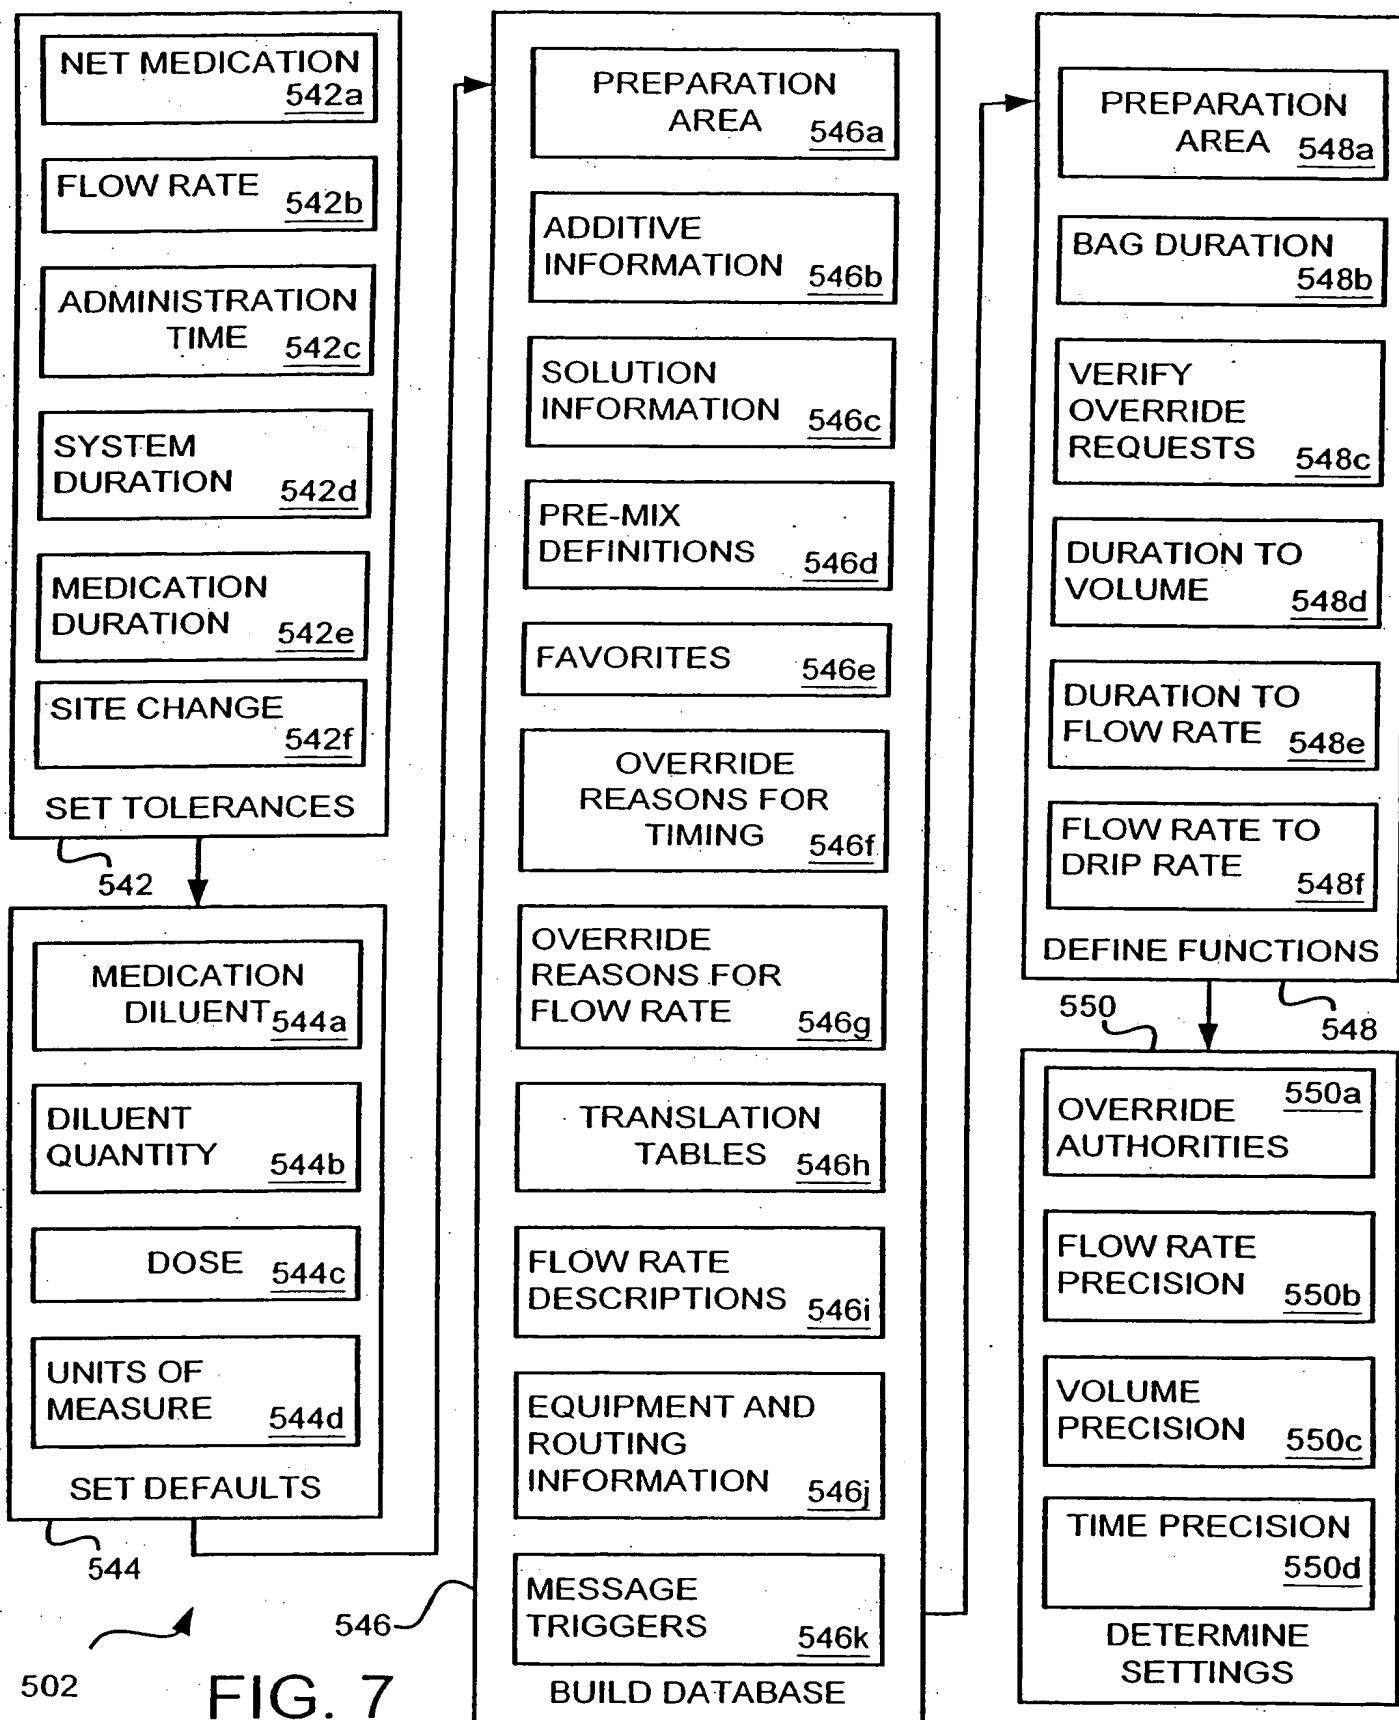 NET MEDICATION
542a
FLOW RATE
542b
ADMINISTRATION
TIME 542c
SYSTEM
DURATION 542d
MEDICATION
DURATION 542e
SITE CHANGE
542f
SET TOLERANCES
542
MEDICATION
DILUENT 544a
DILUENT
QUANTITY 544b
DOSE 544c
UNITS OF
MEASURE 544d
SET DEFAULTS
544
502
FIG. 7
PREPARATION
AREA 546a
ADDITIVE
INFORMATION 546b
SOLUTION
INFORMATION 546c
PRE-MIX
DEFINITIONS 546d
FAVORITES 546e
OVERRIDE
REASONS FOR
TIMING 546f
OVERRIDE
REASONS FOR
FLOW RATE 546g
TRANSLATION
TABLES 546h
FLOW RATE
DESCRIPTIONS 546i
EQUIPMENT AND
ROUTING
INFORMATION 546j
MESSAGE
TRIGGERS 546k
BUILD DATABASE
546
PREPARATION
AREA 548a
BAG DURATION
548b
VERIFY
OVERRIDE
REQUESTS 548c
DURATION TO
VOLUME 548d
DURATION TO
FLOW RATE 548e
FLOW RATE TO
DRIP RATE 548f
DEFINE FUNCTIONS
548
550
550a
OVERRIDE
AUTHORITIES
FLOW RATE
PRECISION 550b
VOLUME
PRECISION 550c
TIME PRECISION
550d
DETERMINE
SETTINGS